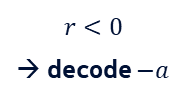 r < 0
→ decode −a